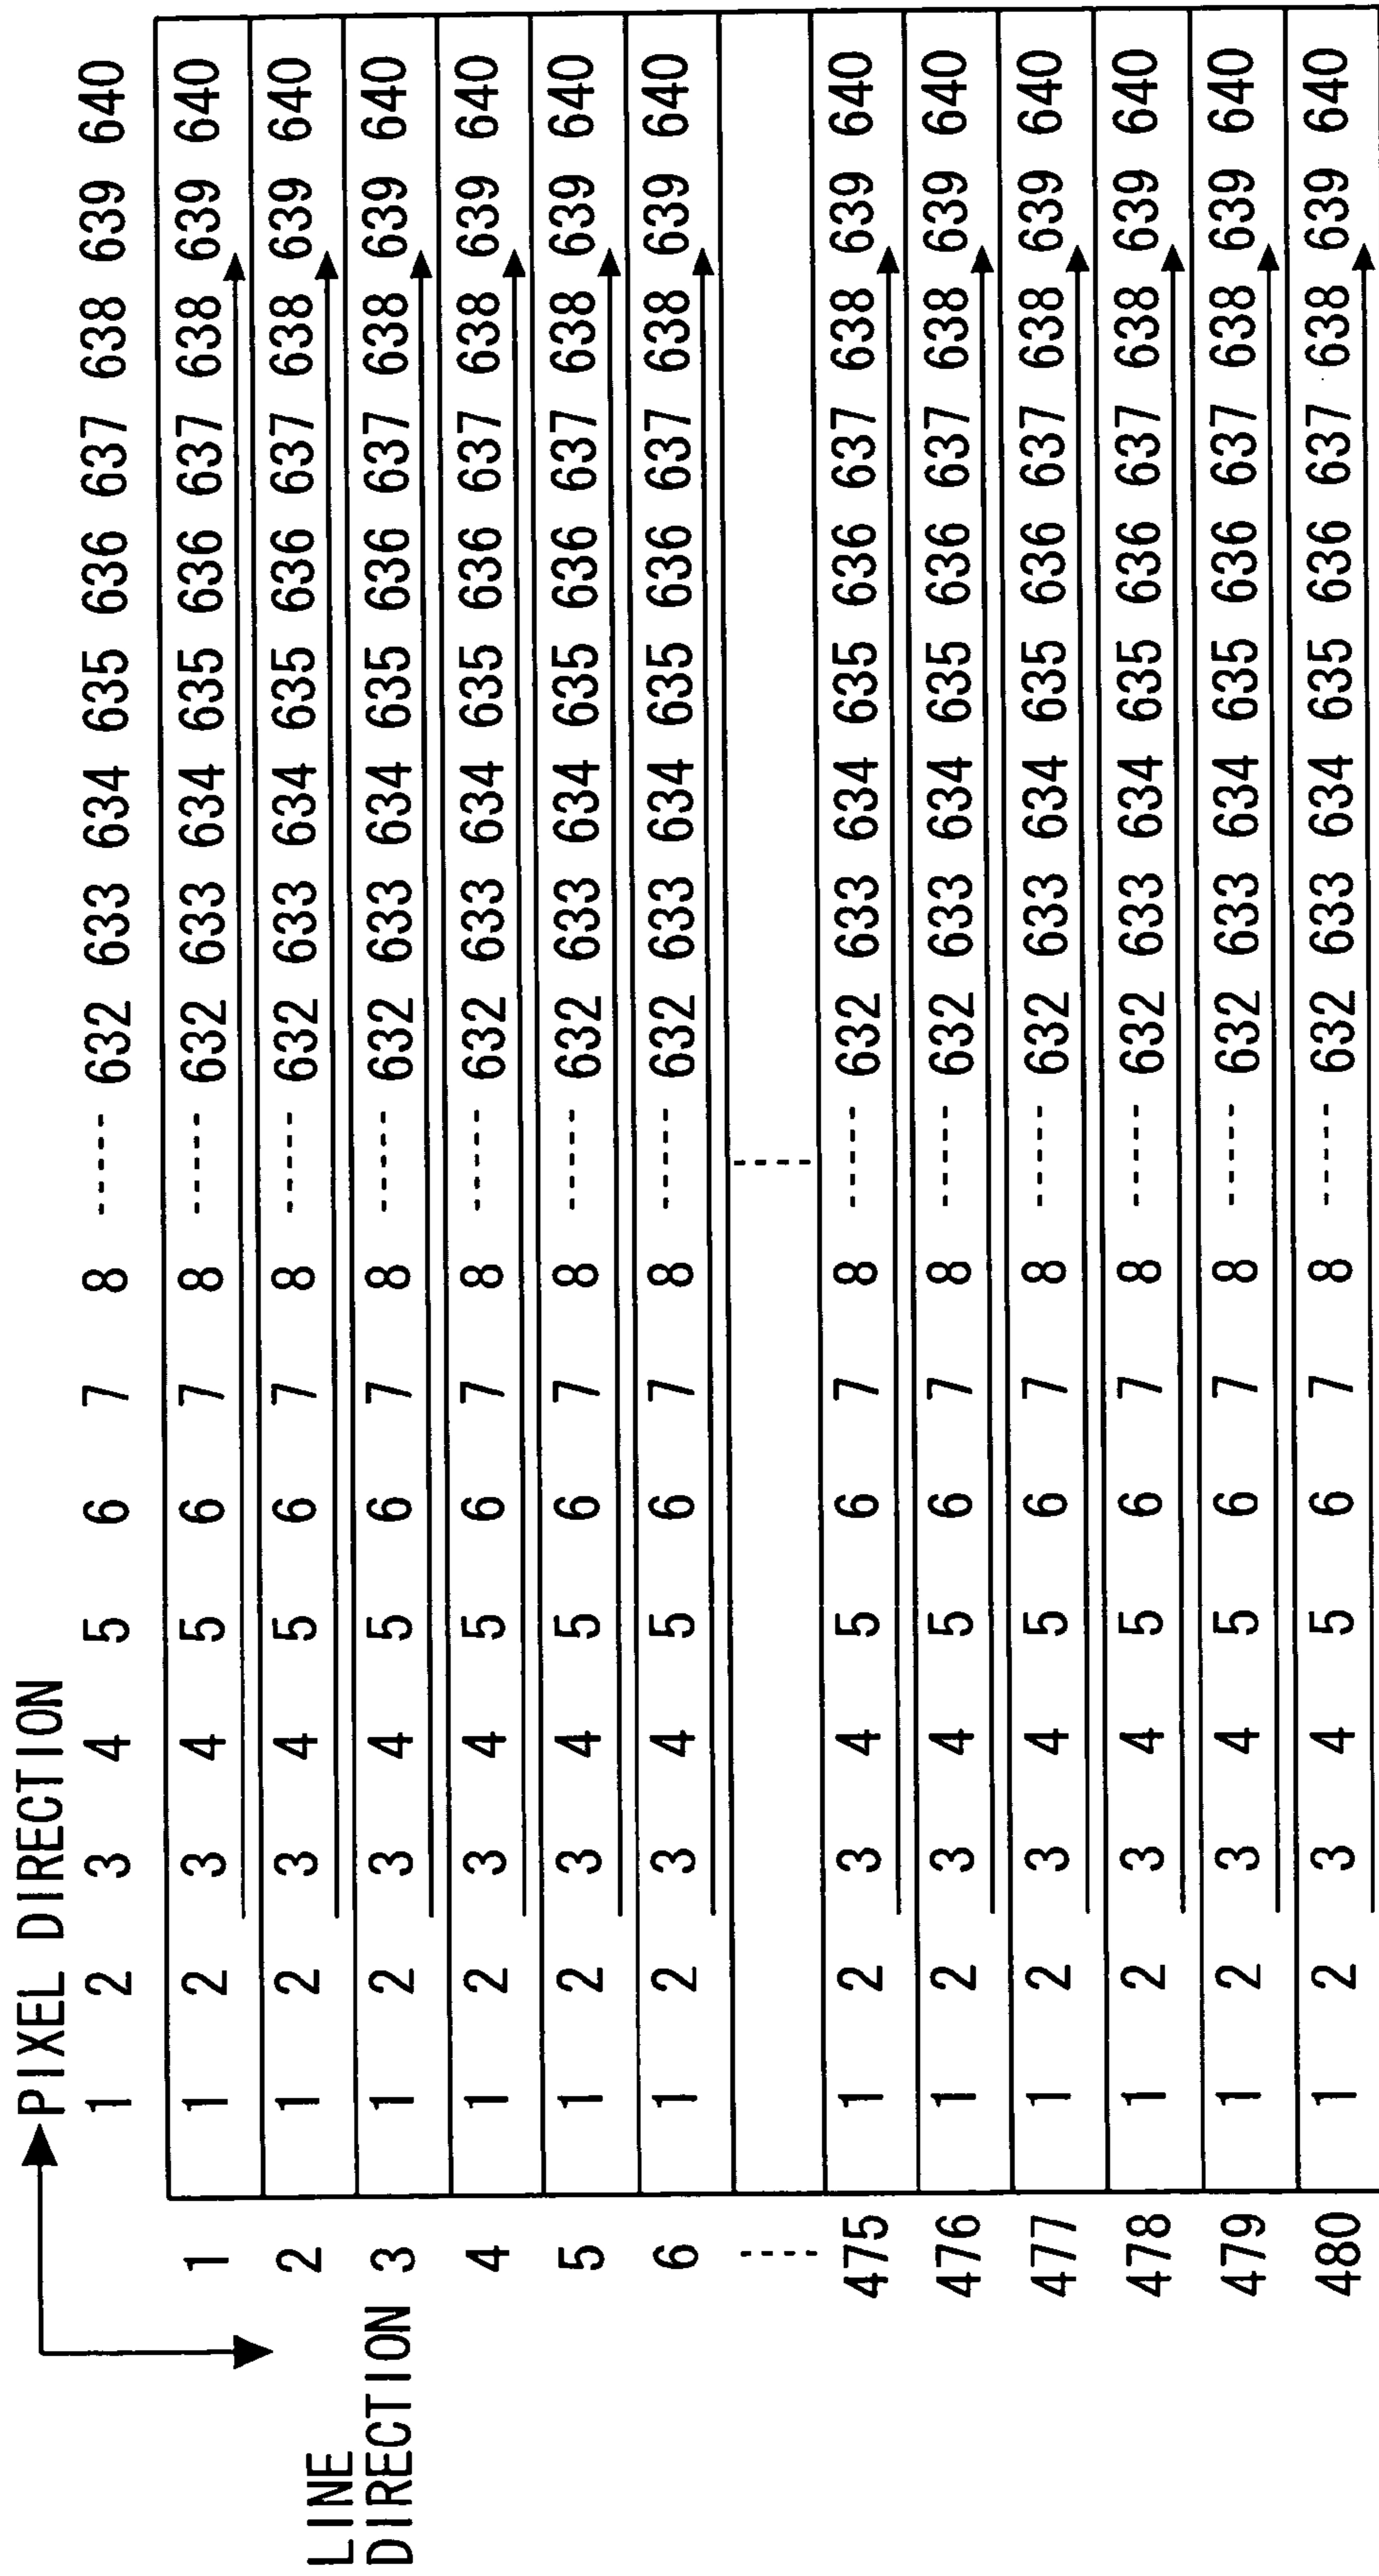 PIXEL DIRECTION
1 2 3 4 5 6 7 8 ------ 632 633 634 635 636 637 638 639 640
LINE
DIRECTION
1 1 2 3 4 5 6 7 8 ------ 632 633 634 635 636 637 638 639 640
2 1 2 3 4 5 6 7 8 ------ 632 633 634 635 636 637 638 639 640
3 1 2 3 4 5 6 7 8 ------ 632 633 634 635 636 637 638 639 640
4 1 2 3 4 5 6 7 8 ------ 632 633 634 635 636 637 638 639 640
5 1 2 3 4 5 6 7 8 ------ 632 633 634 635 636 637 638 639 640
6 1 2 3 4 5 6 7 8 ------ 632 633 634 635 636 637 638 639 640
475 1 2 3 4 5 6 7 8 ------ 632 633 634 635 636 637 638 639 640
476 1 2 3 4 5 6 7 8 ------ 632 633 634 635 636 637 638 639 640
477 1 2 3 4 5 6 7 8 ------ 632 633 634 635 636 637 638 639 640
478 1 2 3 4 5 6 7 8 ------ 632 633 634 635 636 637 638 639 640
479 1 2 3 4 5 6 7 8 ------ 632 633 634 635 636 637 638 639 640
480 1 2 3 4 5 6 7 8 ------ 632 633 634 635 636 637 638 639 640